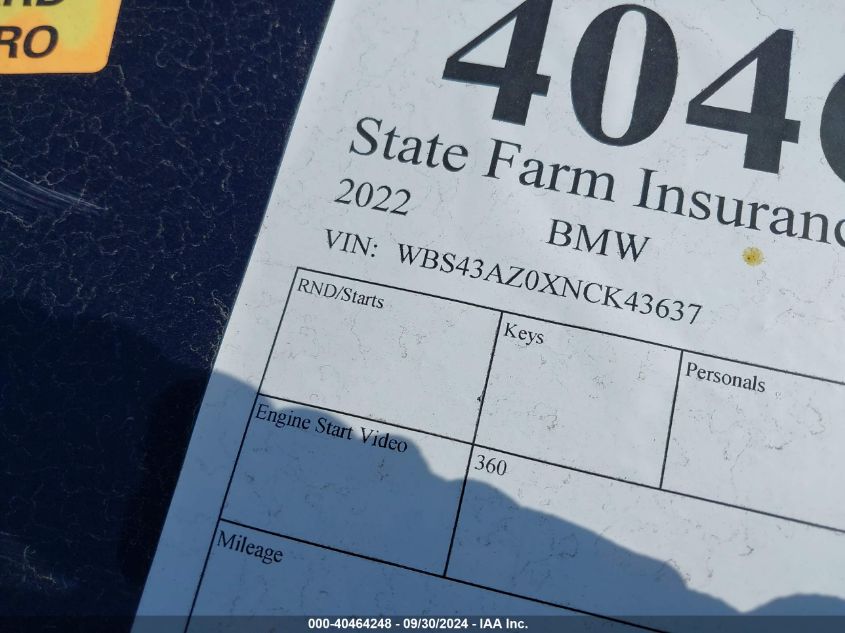 RO
404
State Farm Insuranc
2022
BMW
VIN: WBS43AZ0XNCK43637
RND/Starts
Keys
Personals
Engine Start Video
360
Mileage
000-40464248 - 09/30/2024 - IAA Inc.